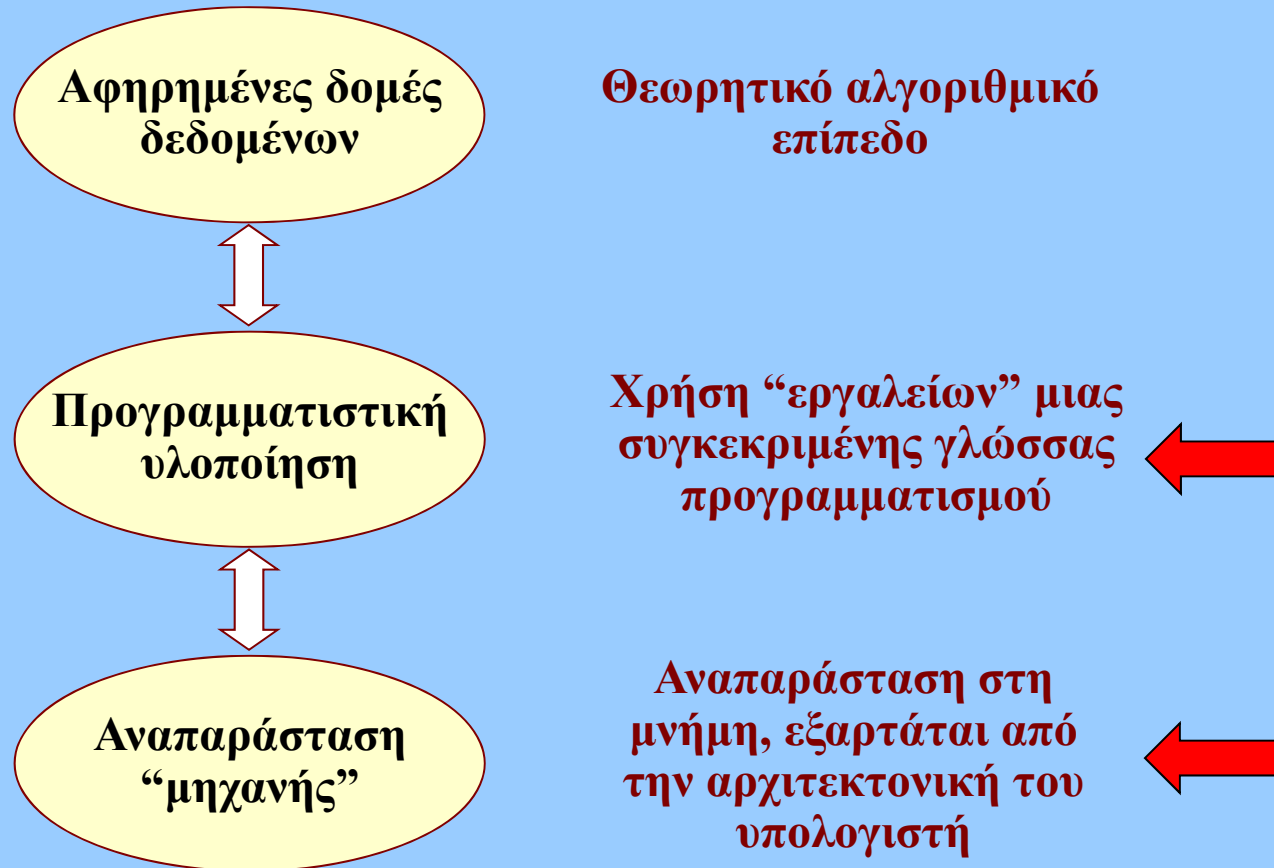 Αφηρημένες δομές
δεδομένων
Θεωρητικό αλγοριθμικό
επίπεδο
Προγραμματιστική
υλοποίηση
Χρήση “εργαλείων” μιας
συγκεκριμένης γλώσσας
προγραμματισμού
Αναπαράσταση
“μηχανής”
Αναπαράσταση στη
μνήμη, εξαρτάται από
την αρχιτεκτονική του
υπολογιστή